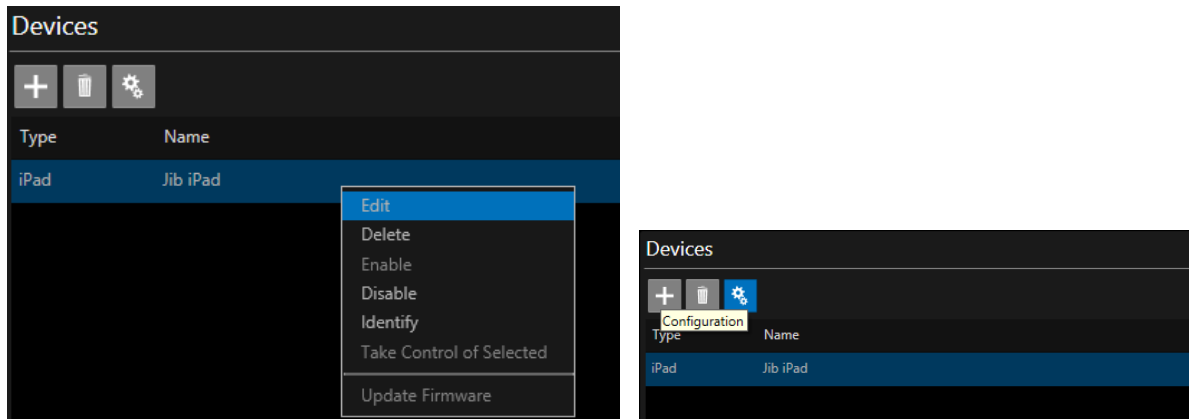 Devices
Type Name
iPad Jib iPad
Edit
Delete
Enable
Disable
Identify
Take Control of Selected
Update Firmware
Devices
Configuration
Type Name
iPad Jib iPad